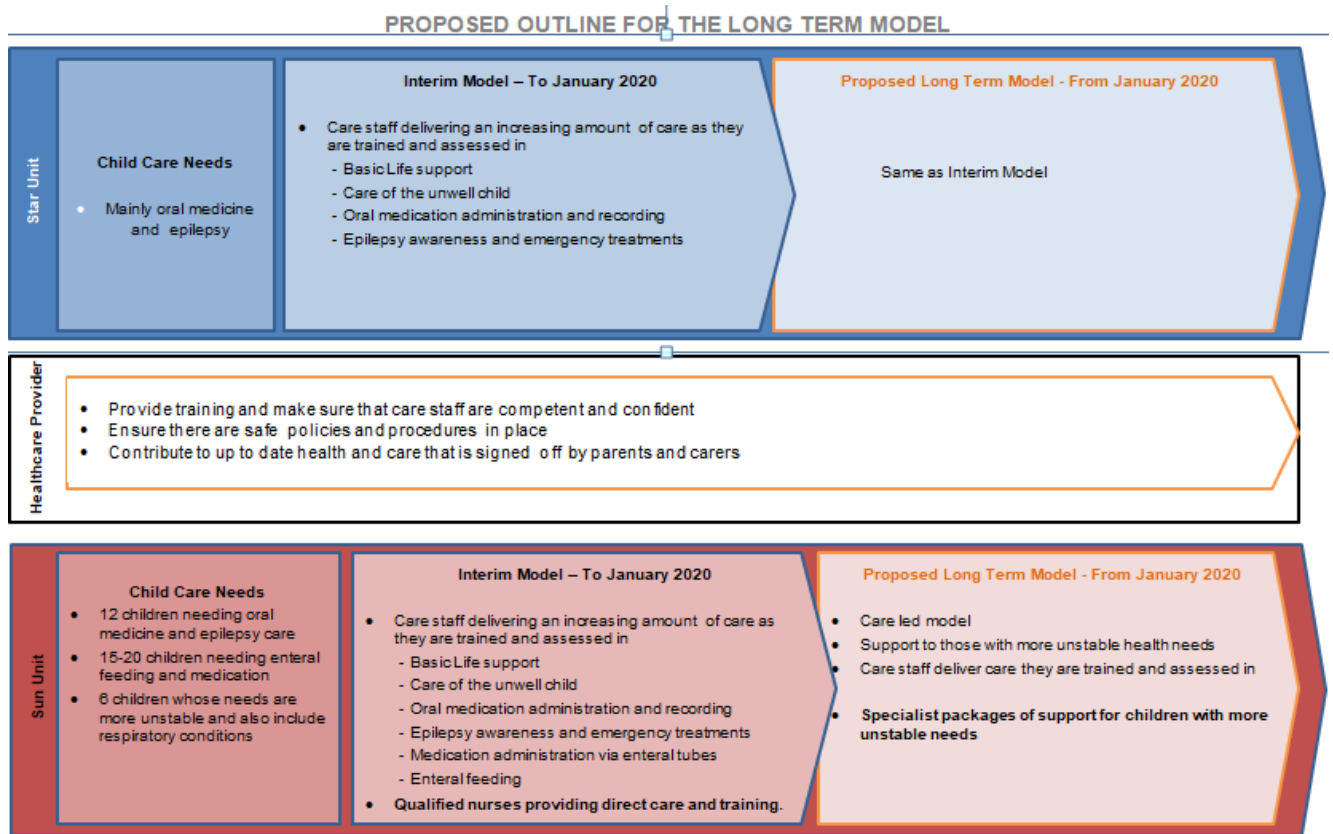 PROPOSED OUTLINE FOR THE LONG TERM MODEL
Star Unit
Child Care Needs
• Mainly oral medicine
and epilepsy
Interim Model – To January 2020
• Care staff delivering an increasing amount of care as they
are trained and assessed in
- Basic Life support
- Care of the unwell child
- Oral medication administration and recording
- Epilepsy awareness and emergency treatments
Proposed Long Term Model - From January 2020
Same as Interim Model
Healthcare Provider
• Provide training and make sure that care staff are competent and confident
• Ensure there are safe policies and procedures in place
• Contribute to up to date health and care that is signed off by parents and carers
Sun Unit
Child Care Needs
• 12 children needing oral
medicine and epilepsy care
• 15-20 children needing enteral
feeding and medication
• 6 children whose needs are
more unstable and also include
respiratory conditions
Interim Model – To January 2020
• Care staff delivering an increasing amount of care as
they are trained and assessed in
- Basic Life support
- Care of the unwell child
- Oral medication administration and recording
- Epilepsy awareness and emergency treatments
- Medication administration via enteral tubes
- Enteral feeding
• Qualified nurses providing direct care and training.
Proposed Long Term Model - From January 2020
• Care led model
• Support to those with more unstable health needs
• Care staff deliver care they are trained and assessed in
• Specialist packages of support for children with more
unstable needs